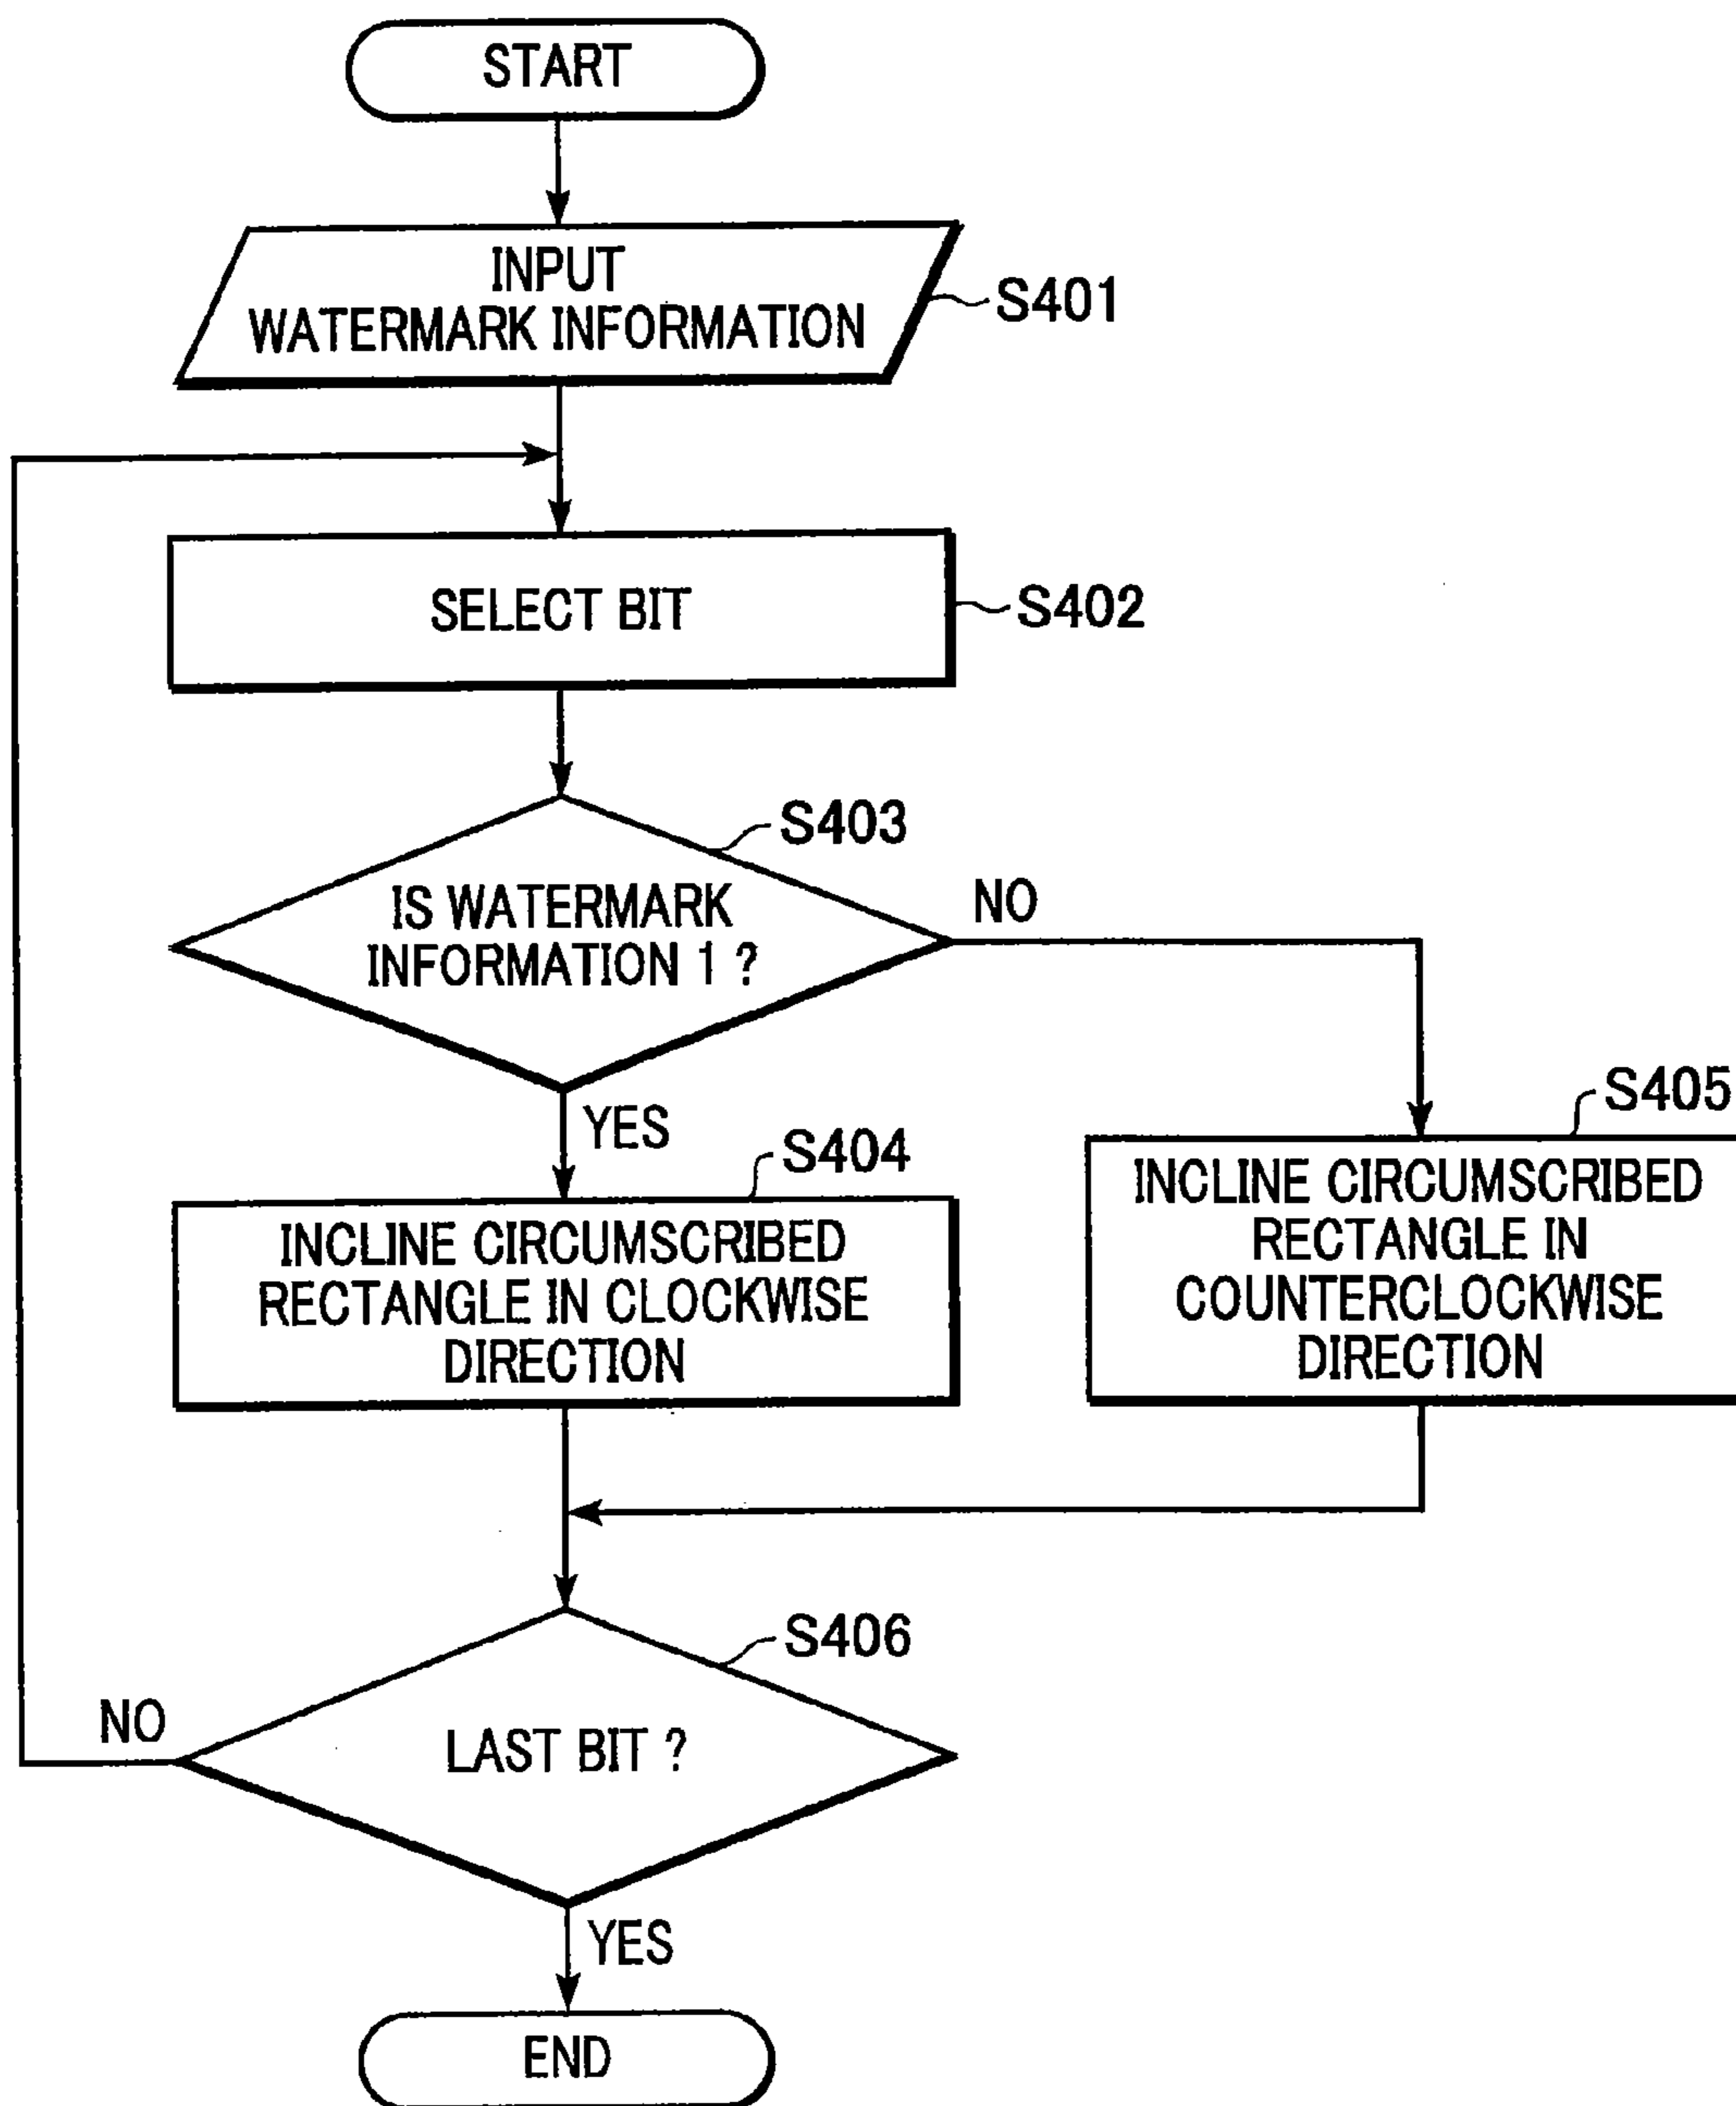 START
INPUT
WATERMARK INFORMATION
S401
SELECT BIT
S402
S403
IS WATERMARK
INFORMATION 1 ?
NO
YES
S404
INCLINE CIRCUMSCRIBED
RECTANGLE IN CLOCKWISE
DIRECTION
S405
INCLINE CIRCUMSCRIBED
RECTANGLE IN
COUNTERCLOCKWISE
DIRECTION
S406
LAST BIT ?
NO
YES
END